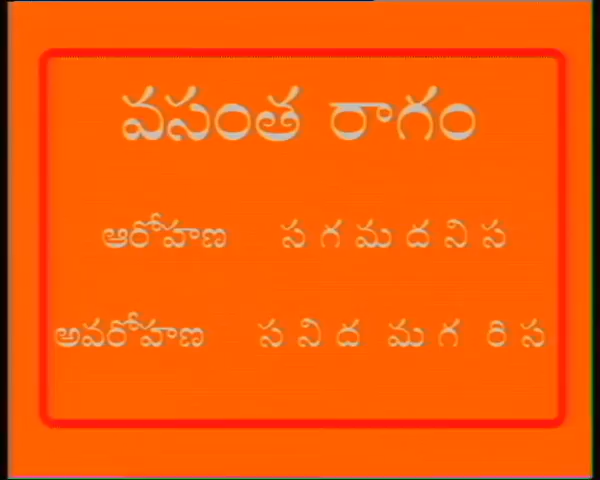 వసంత రాగం
ఆరోహణ స గ మ ద ని స
అవరోహణ స ని ద మ గ రి స